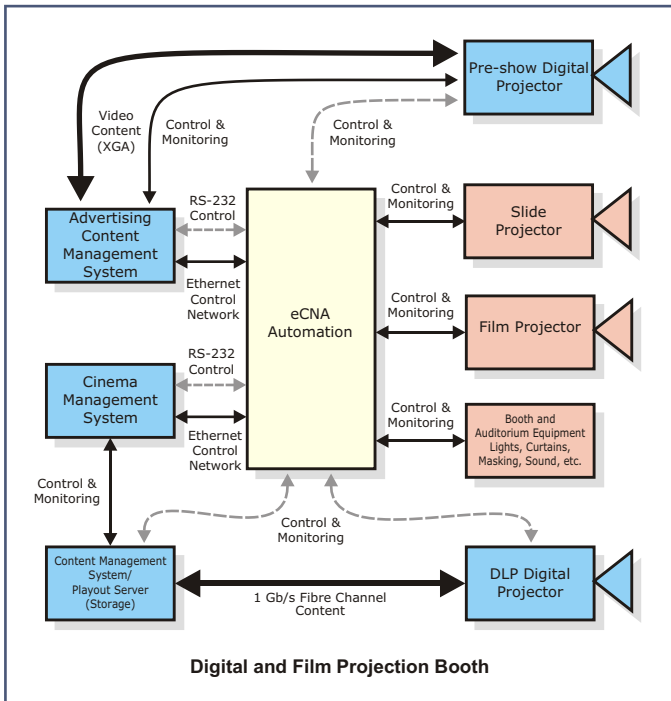 Pre-show Digital
Projector
Video
Content
(XGA)
Control &
Monitoring
Control &
Monitoring
Advertising
Content
Management
System
RS-232
Control
Ethernet
Control
Network
eCNA
Automation
Control &
Monitoring
Slide
Projector
Control &
Monitoring
Film Projector
Cinema
Management
System
RS-232
Control
Ethernet
Control
Network
Control &
Monitoring
Booth and
Auditorium Equipment
Lights, Curtains,
Masking, Sound, etc.
Control &
Monitoring
Control &
Monitoring
Content Management
System/
Playout Server
(Storage)
1 Gb/s Fibre Channel
Content
DLP Digital
Projector
Digital and Film Projection Booth